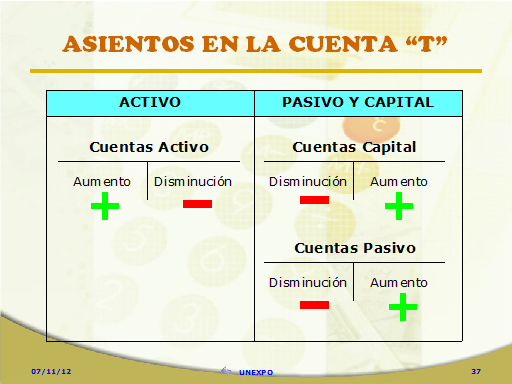 ASIENTOS EN LA CUENTA “T”
ACTIVO
PASIVO Y CAPITAL
Cuentas Activo
Aumento Disminución
+ −
Cuentas Capital
Disminución Aumento
− +
Cuentas Pasivo
Disminución Aumento
− +
07/11/12 UNEXPO 37